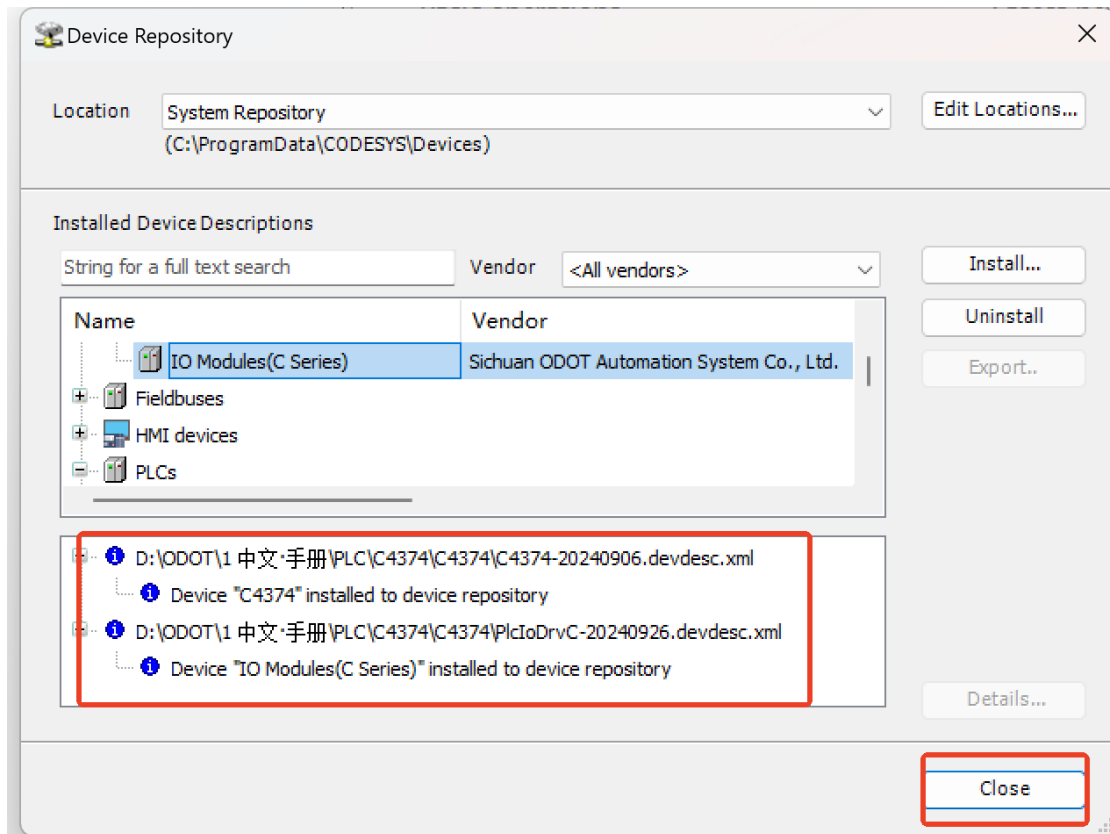 Device Repository
Location
System Repository
Edit Locations...
(C:\ProgramData\CODESYS\Devices)
Installed Device Descriptions
String for a full text search
Vendor
<All vendors>
Install...
Name
Vendor
Uninstall
IO Modules(C Series)
Sichuan ODOT Automation System Co., Ltd.
Export..
Fieldbuses
HMI devices
PLCs
D:\ODOT\1 中文·手册\PLC\C4374\C4374\C4374-20240906.devdesc.xml
Device "C4374" installed to device repository
D:\ODOT\1 中文·手册\PLC\C4374\C4374\PlcIoDrvC-20240926.devdesc.xml
Device "IO Modules(C Series)" installed to device repository
Details...
Close